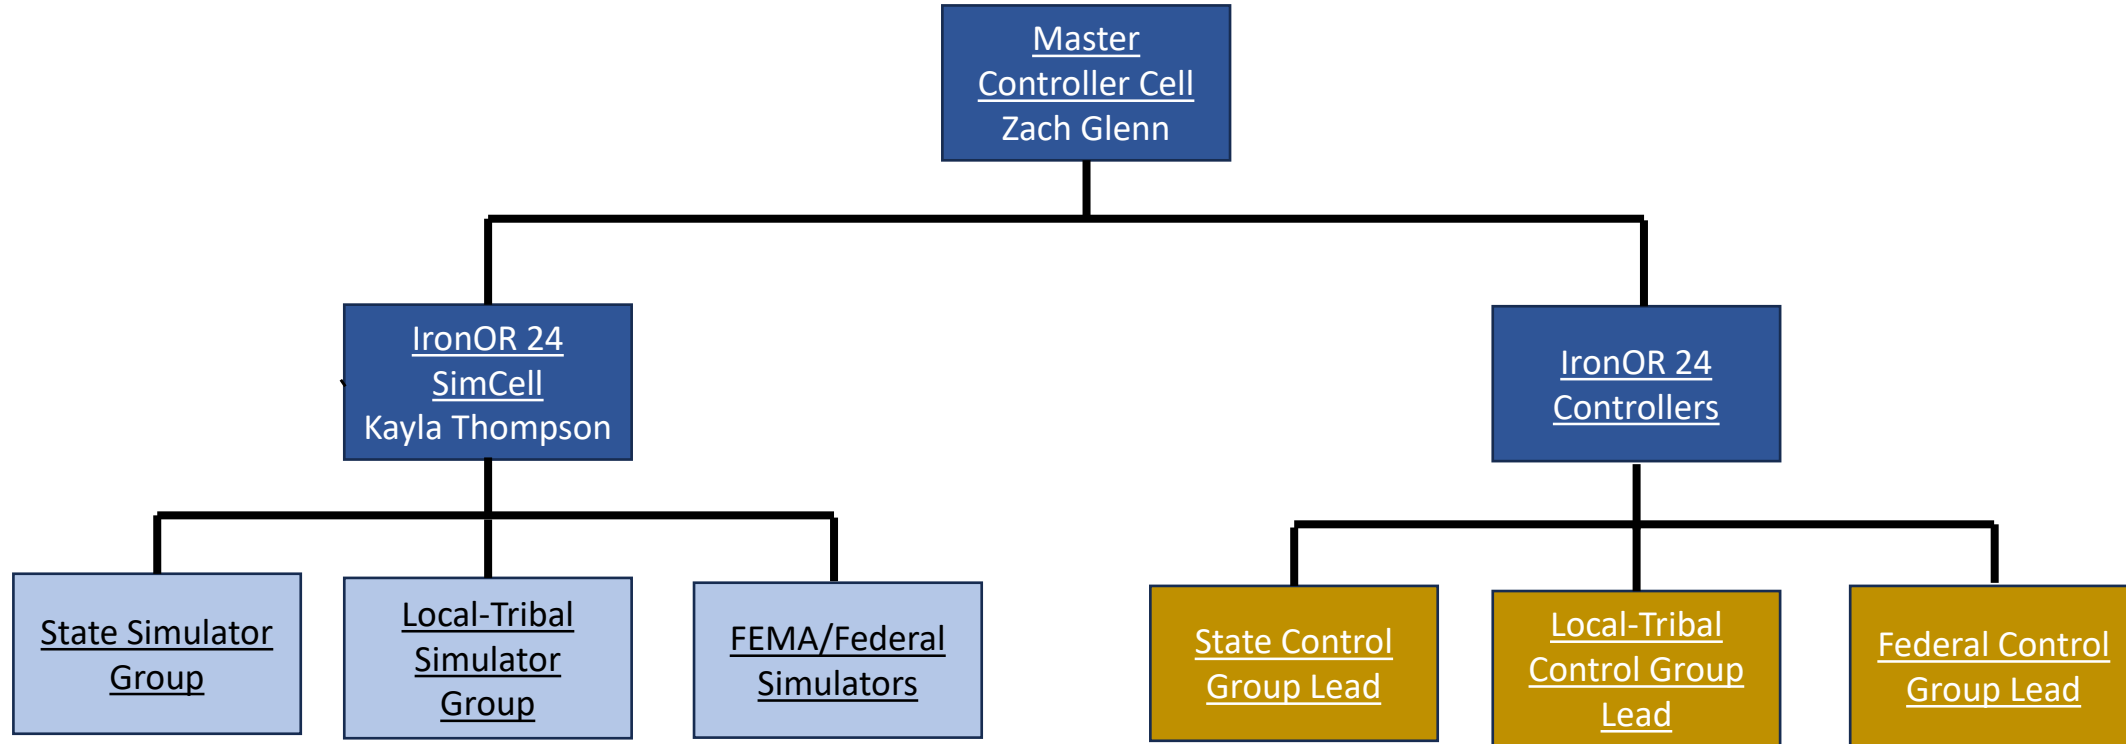 Master
Controller Cell
Zach Glenn
IronOR 24
SimCell
Kayla Thompson
IronOR 24
Controllers
State Simulator
Group
Local-Tribal
Simulator
Group
FEMA/Federal
Simulators
State Control
Group Lead
Local-Tribal
Control Group
Lead
Federal Control
Group Lead